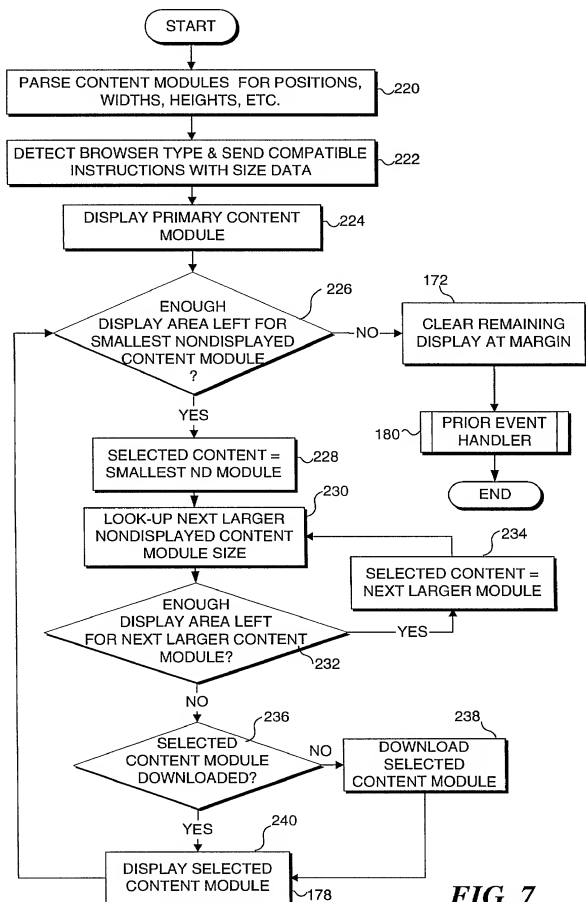 START
PARSE CONTENT MODULES FOR POSITIONS,
WIDTHS, HEIGHTS, ETC.
220
DETECT BROWSER TYPE & SEND COMPATIBLE
INSTRUCTIONS WITH SIZE DATA
222
DISPLAY PRIMARY CONTENT
MODULE
224
ENOUGH
DISPLAY AREA LEFT FOR
SMALLEST NONDISPLAYED
CONTENT MODULE
?
226
NO
172
CLEAR REMAINING
DISPLAY AT MARGIN
180
PRIOR EVENT
HANDLER
END
YES
SELECTED CONTENT =
SMALLEST ND MODULE
228
230
LOOK-UP NEXT LARGER
NONDISPLAYED CONTENT
MODULE SIZE
234
SELECTED CONTENT =
NEXT LARGER MODULE
ENOUGH
DISPLAY AREA LEFT
FOR NEXT LARGER CONTENT
MODULE?
232
YES
NO
236
SELECTED
CONTENT MODULE
DOWNLOADED?
NO
238
DOWNLOAD
SELECTED
CONTENT MODULE
YES
240
DISPLAY SELECTED
CONTENT MODULE
178
FIG. 7